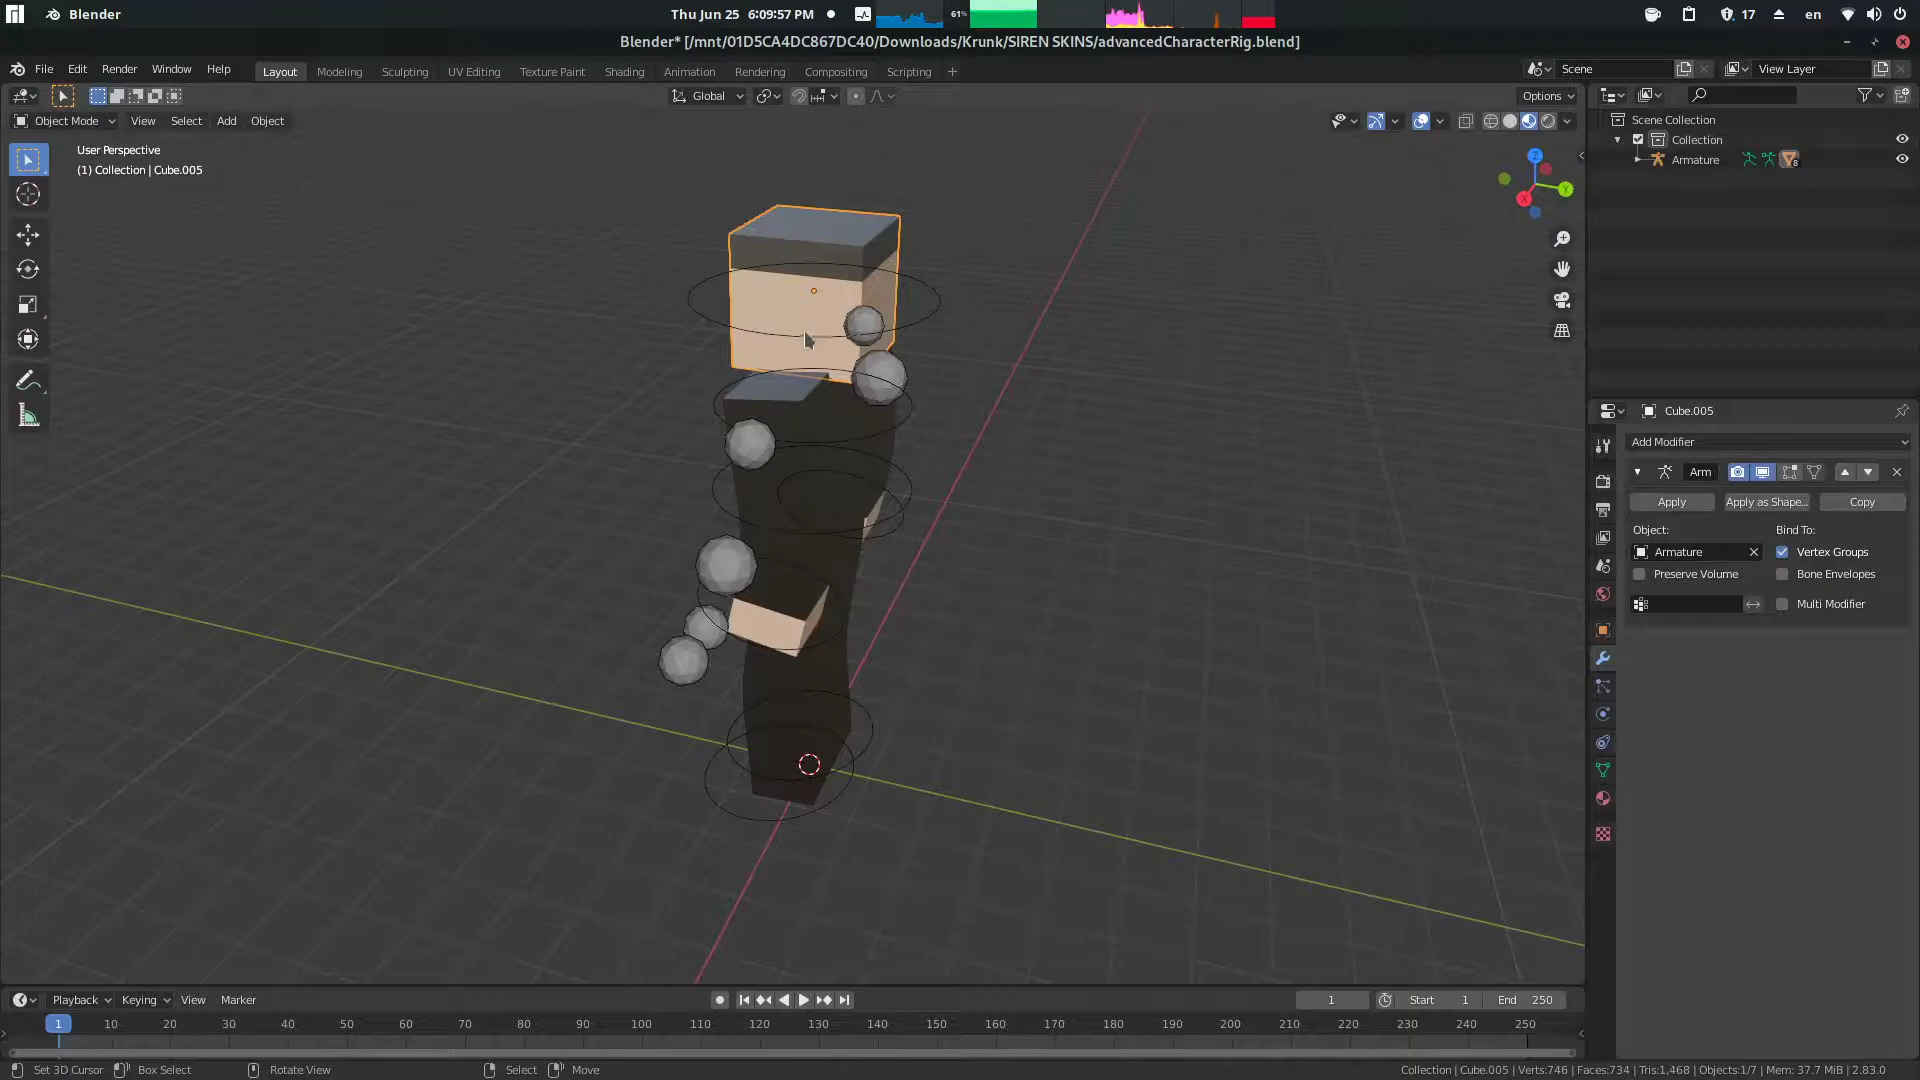 Blender
Thu Jun 25 6:09:57 PM
61%
17
en
Blender* [/mnt/01D5CA4DC867DC40/Downloads/Krunk/SIREN SKINS/advancedCharacterRig.blend]
File Edit Render Window Help
Layout Modeling Sculpting UV Editing Texture Paint Shading Animation Rendering Compositing Scripting +
Scene
View Layer
Global
Options
Object Mode View Select Add Object
User Perspective
(1) Collection | Cube.005
Z
Y
X
Scene Collection
Collection
Armature
8
Cube.005
Add Modifier
Arm
Apply Apply as Shape... Copy
Object: Bind To:
Armature Vertex Groups
Preserve Volume Bone Envelopes
Multi Modifier
Playback Keying View Marker
1 Start 1 End 250
1 10 20 30 40 50 60 70 80 90 100 110 120 130 140 150 160 170 180 190 200 210 220 230 240 250
Set 3D Cursor Box Select Rotate View Select Move
Collection | Cube.005 | Verts:746 | Faces:734 | Tris:1,468 | Objects:1/7 | Mem: 37.7 MiB | 2.83.0